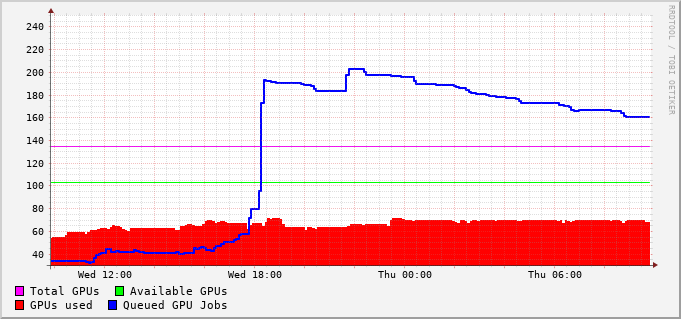 RRDTOOL / TOBI OETIKER
240
220
200
180
160
140
120
100
80
60
40
Wed 12:00 Wed 18:00 Thu 00:00 Thu 06:00
Total GPUs Available GPUs
GPUs used Queued GPU Jobs